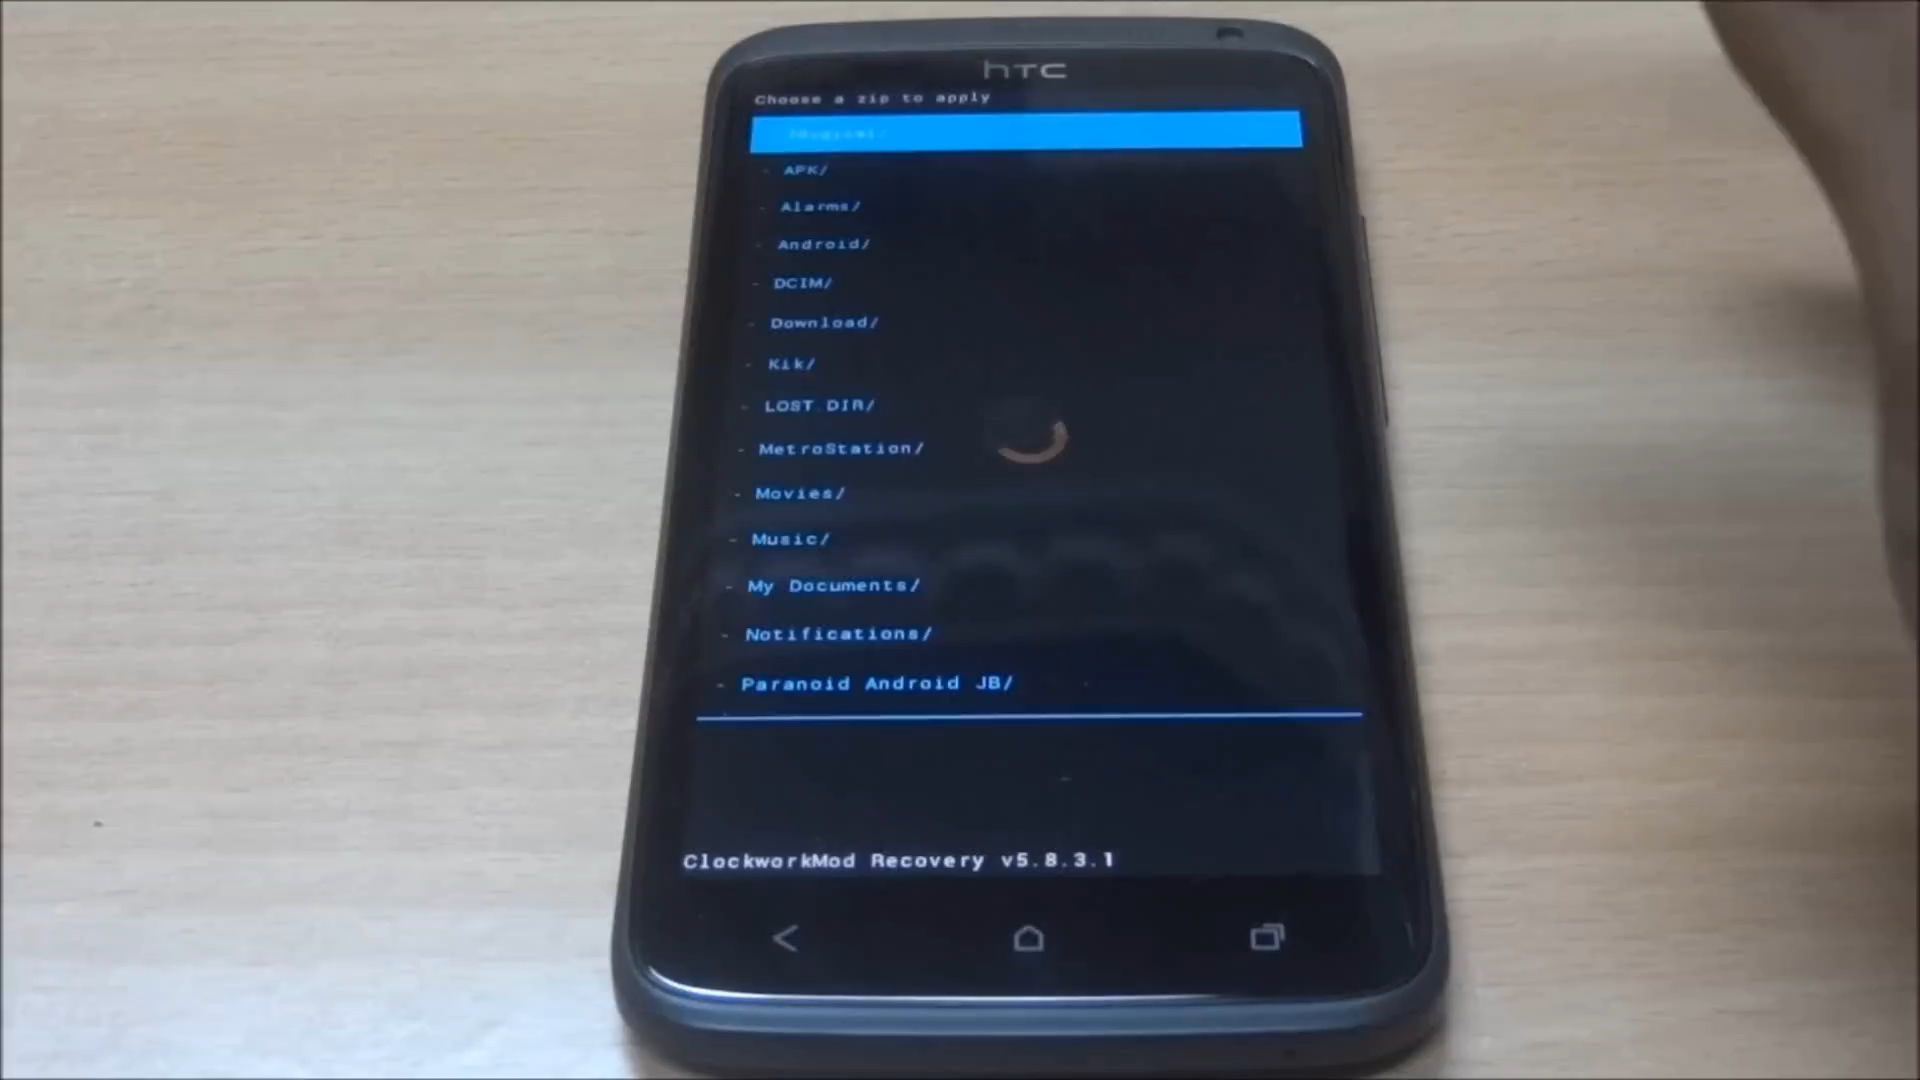 hTC
Choose a zip to apply
- APK/
- Alarms/
- Android/
- DCIM/
- Download/
- Kik/
- LOST.DIR/
- MetroStation/
- Movies/
- Music/
- My Documents/
- Notifications/
- Paranoid Android JB/
ClockworkMod Recovery v5.8.3.1